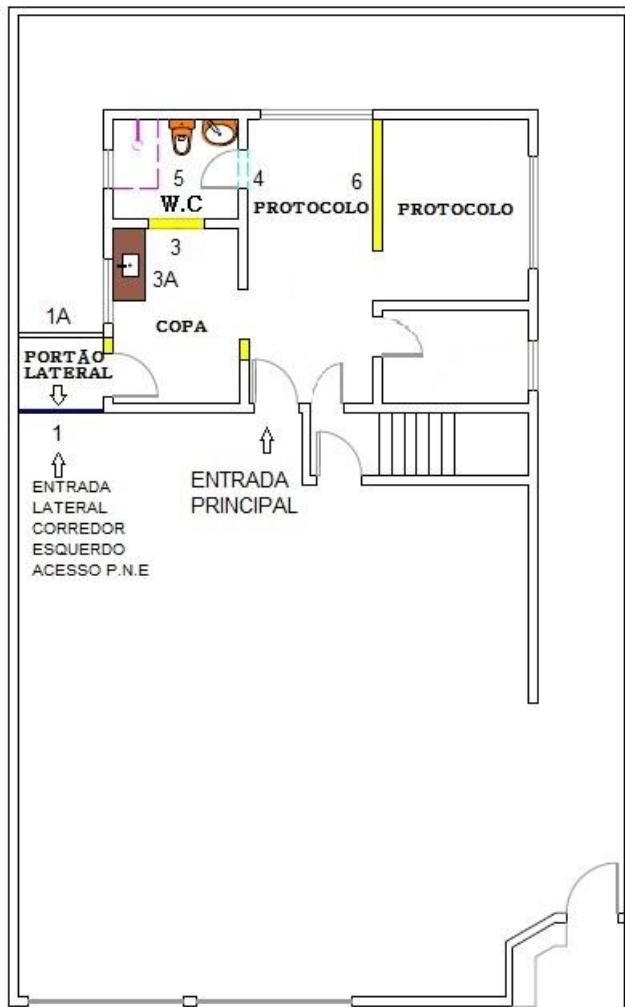 5
W.C
4
PROTOCOLO
6
PROTOCOLO
3
3A
COPA
1A
PORTÃO
LATERAL
1
ENTRADA
LATERAL
CORREDOR
ESQUERDO
ACESSO P.N.E
ENTRADA
PRINCIPAL